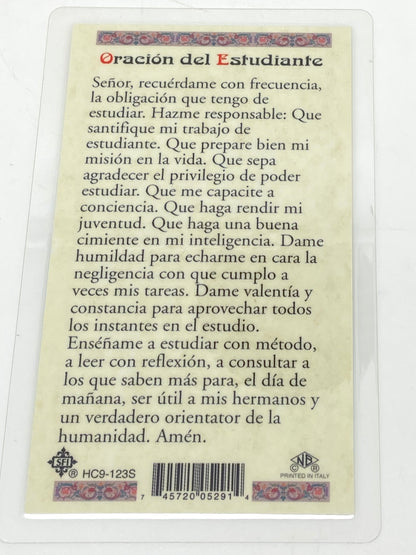 Oración del Estudiante
Señor, recuérdame con frecuencia,
la obligación que tengo de
estudiar. Hazme responsable: Que
santifique mi trabajo de
estudiante. Que prepare bien mi
misión en la vida. Que sepa
agradecer el privilegio de poder
estudiar. Que me capacite a
conciencia. Que haga rendir mi
juventud. Que haga una buena
cimiente en mi inteligencia. Dame
humildad para echarme en cara la
negligencia con que cumplo a
veces mis tareas. Dame valentía y
constancia para aprovechar todos
los instantes en el estudio.
Enséñame a estudiar con método,
a leer con reflexión, a consultar a
los que saben más para, el día de
mañana, ser útil a mis hermanos y
un verdadero orientator de la
humanidad. Amén.
SFI ® HC9-123S
7 45720 05291 4
NB ®
PRINTED IN ITALY